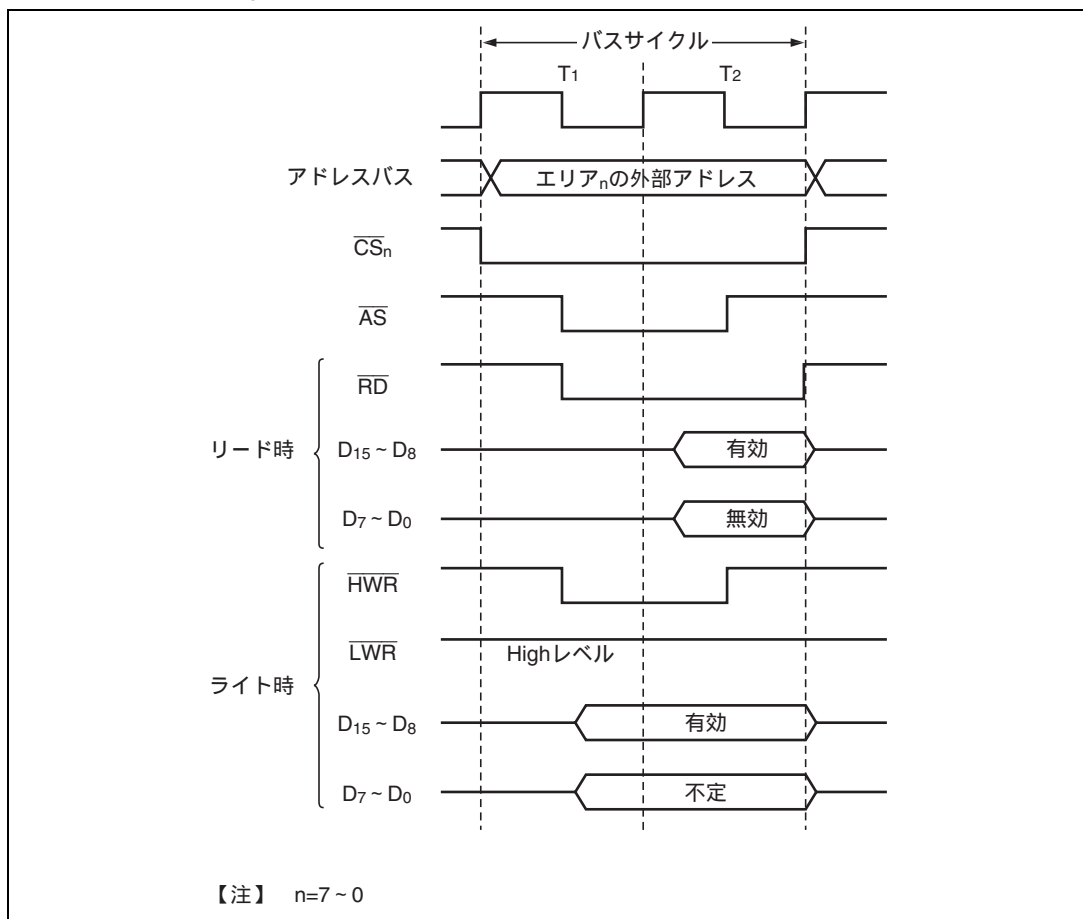 バスサイクル
T1 T2
アドレスバス エリアnの外部アドレス
CSn
AS
RD
リード時 D15~D8 有効
D7~D0 無効
HWR
LWR Highレベル
ライト時
D15~D8 有効
D7~D0 不定
【注】 n=7~0